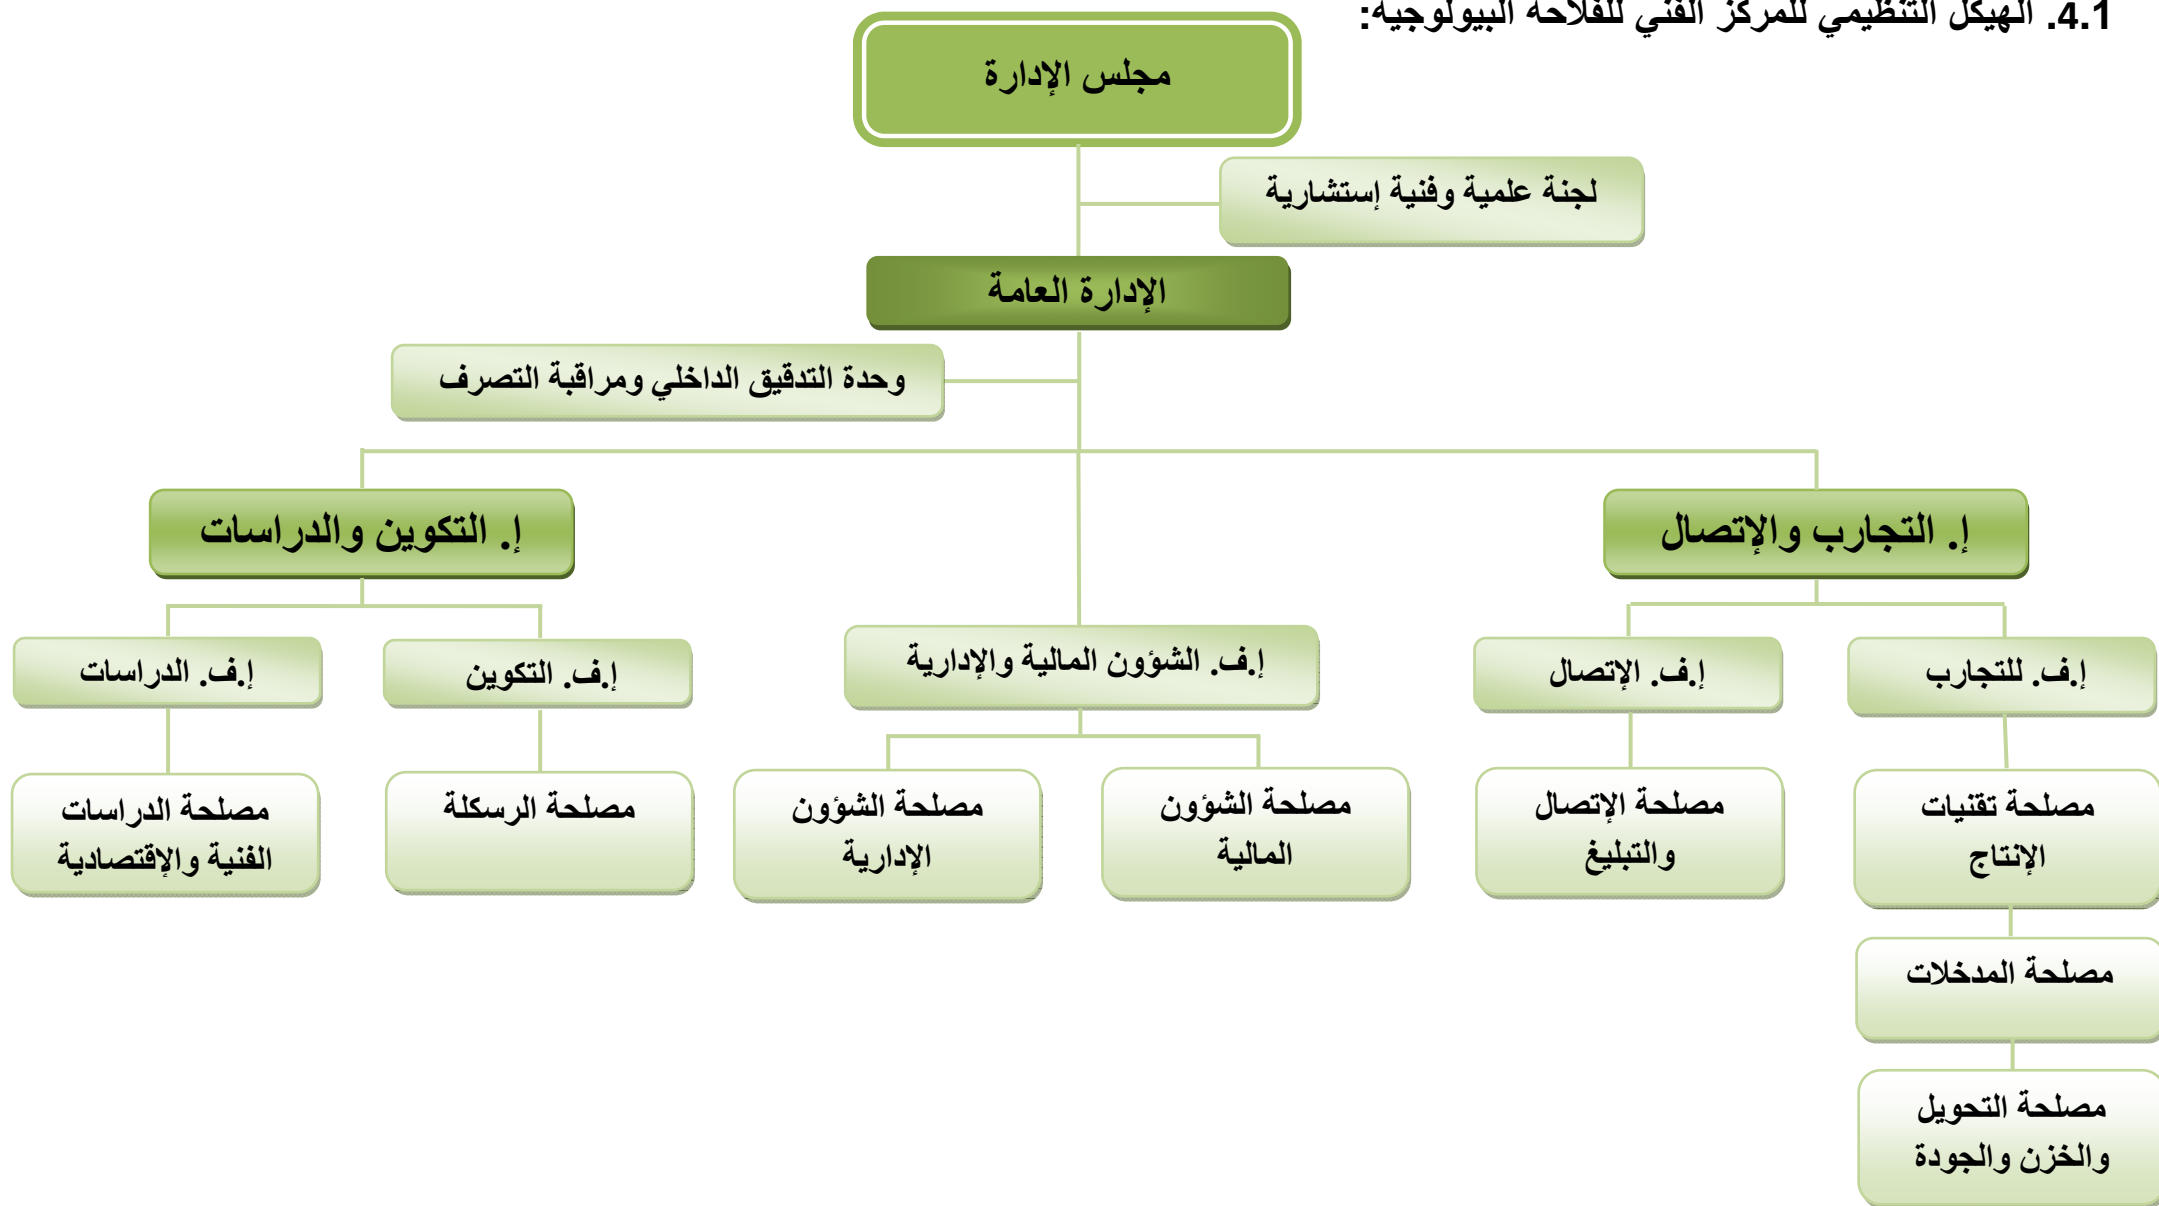 4.1. الهيكل التنظيمي للمركز الفني للفلاحة البيولوجية:
مجلس الإدارة
لجنة علمية وفنية إستشارية
الإدارة العامة
وحدة التدقيق الداخلي ومراقبة التصرف
إ. التجارب والإتصال
إ. التكوين والدراسات
إ.ف. للتجارب
إ.ف. الإتصال
إ.ف. الشؤون المالية والإدارية
إ.ف. التكوين
إ.ف. الدراسات
مصلحة تقنيات
الإنتاج
مصلحة الإتصال
والتبليغ
مصلحة الشؤون
المالية
مصلحة الشؤون
الإدارية
مصلحة الرسكلة
مصلحة الدراسات
الفنية والإقتصادية
مصلحة المدخلات
مصلحة التحويل
والخزن والجودة